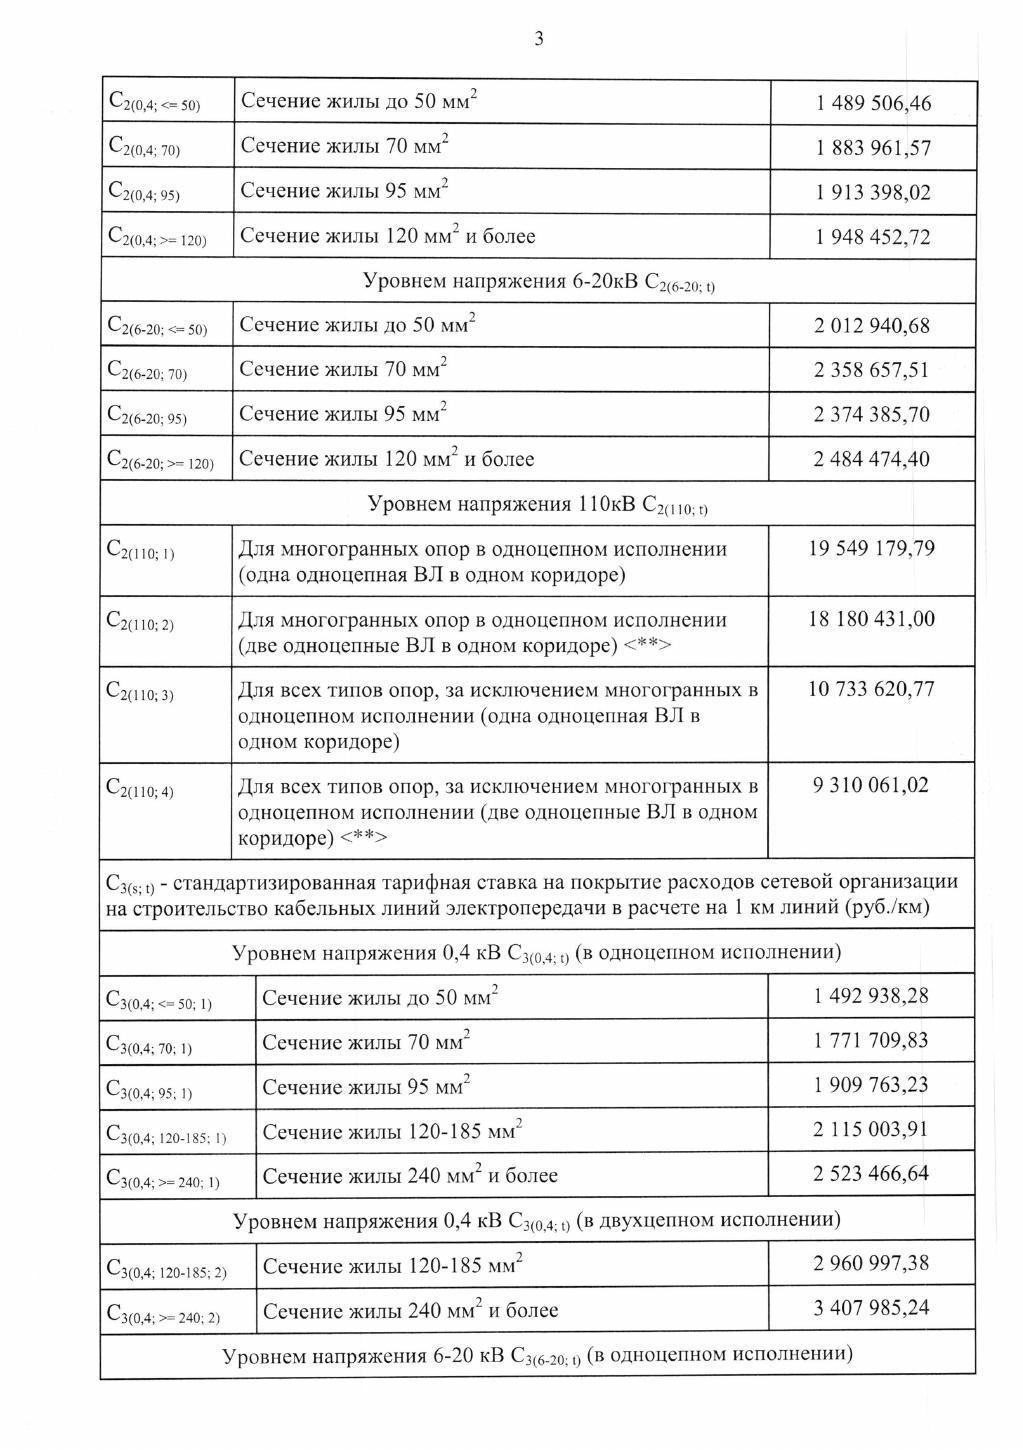 3
C2(0,4; <= 50) Сечение жилы до 50 мм2 1 489 506,46
C2(0,4; 70) Сечение жилы 70 мм2 1 883 961,57
C2(0,4; 95) Сечение жилы 95 мм2 1 913 398,02
C2(0,4; >= 120) Сечение жилы 120 мм2 и более 1 948 452,72
Уровнем напряжения 6-20кВ C2(6-20; t)
C2(6-20; <= 50) Сечение жилы до 50 мм2 2 012 940,68
C2(6-20; 70) Сечение жилы 70 мм2 2 358 657,51
C2(6-20; 95) Сечение жилы 95 мм2 2 374 385,70
C2(6-20; >= 120) Сечение жилы 120 мм2 и более 2 484 474,40
Уровнем напряжения 110кВ C2(110; t)
C2(110; 1) Для многогранных опор в одноцепном исполнении 19 549 179,79
(одна одноцепная ВЛ в одном коридоре)
C2(110; 2) Для многогранных опор в одноцепном исполнении 18 180 431,00
(две одноцепные ВЛ в одном коридоре) <**>
C2(110; 3) Для всех типов опор, за исключением многогранных в 10 733 620,77
одноцепном исполнении (одна одноцепная ВЛ в
одном коридоре)
C2(110; 4) Для всех типов опор, за исключением многогранных в 9 310 061,02
одноцепном исполнении (две одноцепные ВЛ в одном
коридоре) <**>
C3(s; t) - стандартизированная тарифная ставка на покрытие расходов сетевой организации
на строительство кабельных линий электропередачи в расчете на 1 км линий (руб./км)
Уровнем напряжения 0,4 кВ C3(0,4; t) (в одноцепном исполнении)
C3(0,4; <= 50; 1) Сечение жилы до 50 мм2 1 492 938,28
C3(0,4; 70; 1) Сечение жилы 70 мм2 1 771 709,83
C3(0,4; 95; 1) Сечение жилы 95 мм2 1 909 763,23
C3(0,4; 120-185; 1) Сечение жилы 120-185 мм2 2 115 003,91
C3(0,4; >= 240; 1) Сечение жилы 240 мм2 и более 2 523 466,64
Уровнем напряжения 0,4 кВ C3(0,4; t) (в двухцепном исполнении)
C3(0,4; 120-185; 2) Сечение жилы 120-185 мм2 2 960 997,38
C3(0,4; >= 240; 2) Сечение жилы 240 мм2 и более 3 407 985,24
Уровнем напряжения 6-20 кВ C3(6-20; t) (в одноцепном исполнении)